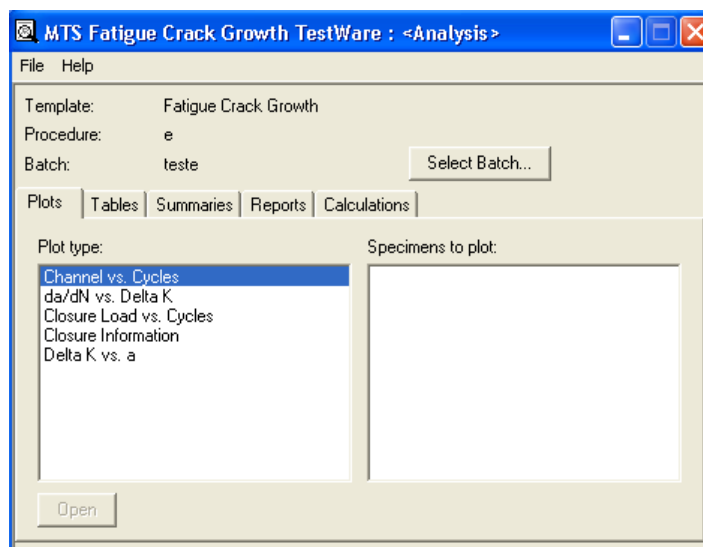 MTS Fatigue Crack Growth TestWare : <Analysis>
File Help
Template: Fatigue Crack Growth
Procedure: e
Batch: teste Select Batch...
Plots Tables Summaries Reports Calculations
Plot type: Specimens to plot:
Channel vs. Cycles
da/dN vs. Delta K
Closure Load vs. Cycles
Closure Information
Delta K vs. a
Open